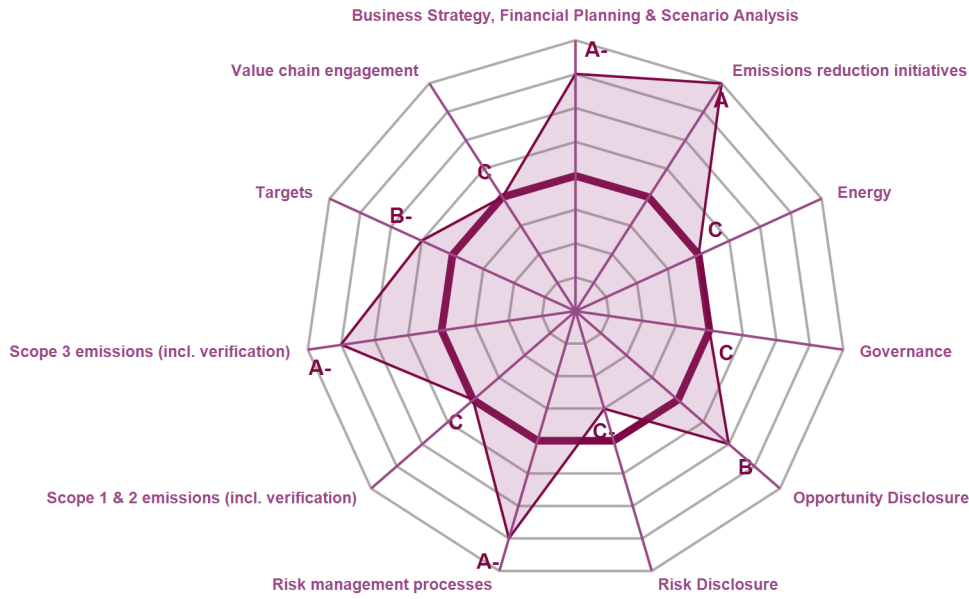 Business Strategy, Financial Planning & Scenario Analysis
A-
Value chain engagement
Emissions reduction initiatives
A
C
Targets
B-
Energy
C
Scope 3 emissions (incl. verification)
A-
Governance
C
C
C-
B
Scope 1 & 2 emissions (incl. verification)
Opportunity Disclosure
A-
Risk management processes
Risk Disclosure